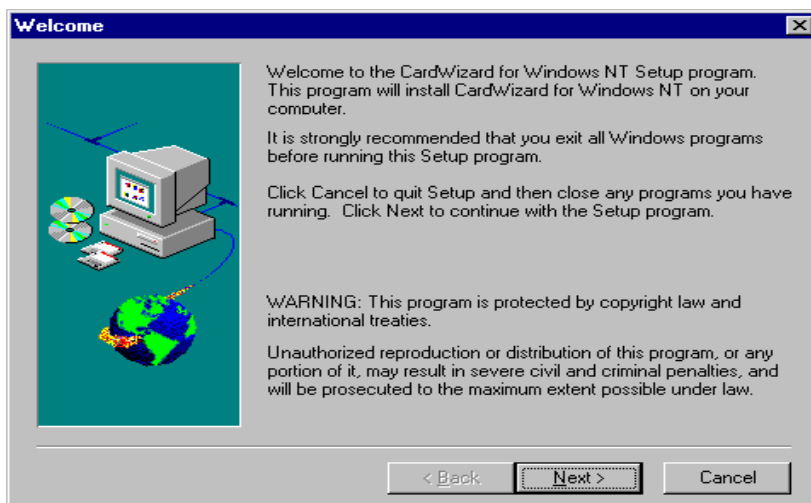 Welcome
Welcome to the CardWizard for Windows NT Setup program.
This program will install CardWizard for Windows NT on your
computer.
It is strongly recommended that you exit all Windows programs
before running this Setup program.
Click Cancel to quit Setup and then close any programs you have
running. Click Next to continue with the Setup program.
WARNING: This program is protected by copyright law and
international treaties.
Unauthorized reproduction or distribution of this program, or any
portion of it, may result in severe civil and criminal penalties, and
will be prosecuted to the maximum extent possible under law.
< Back Next > Cancel